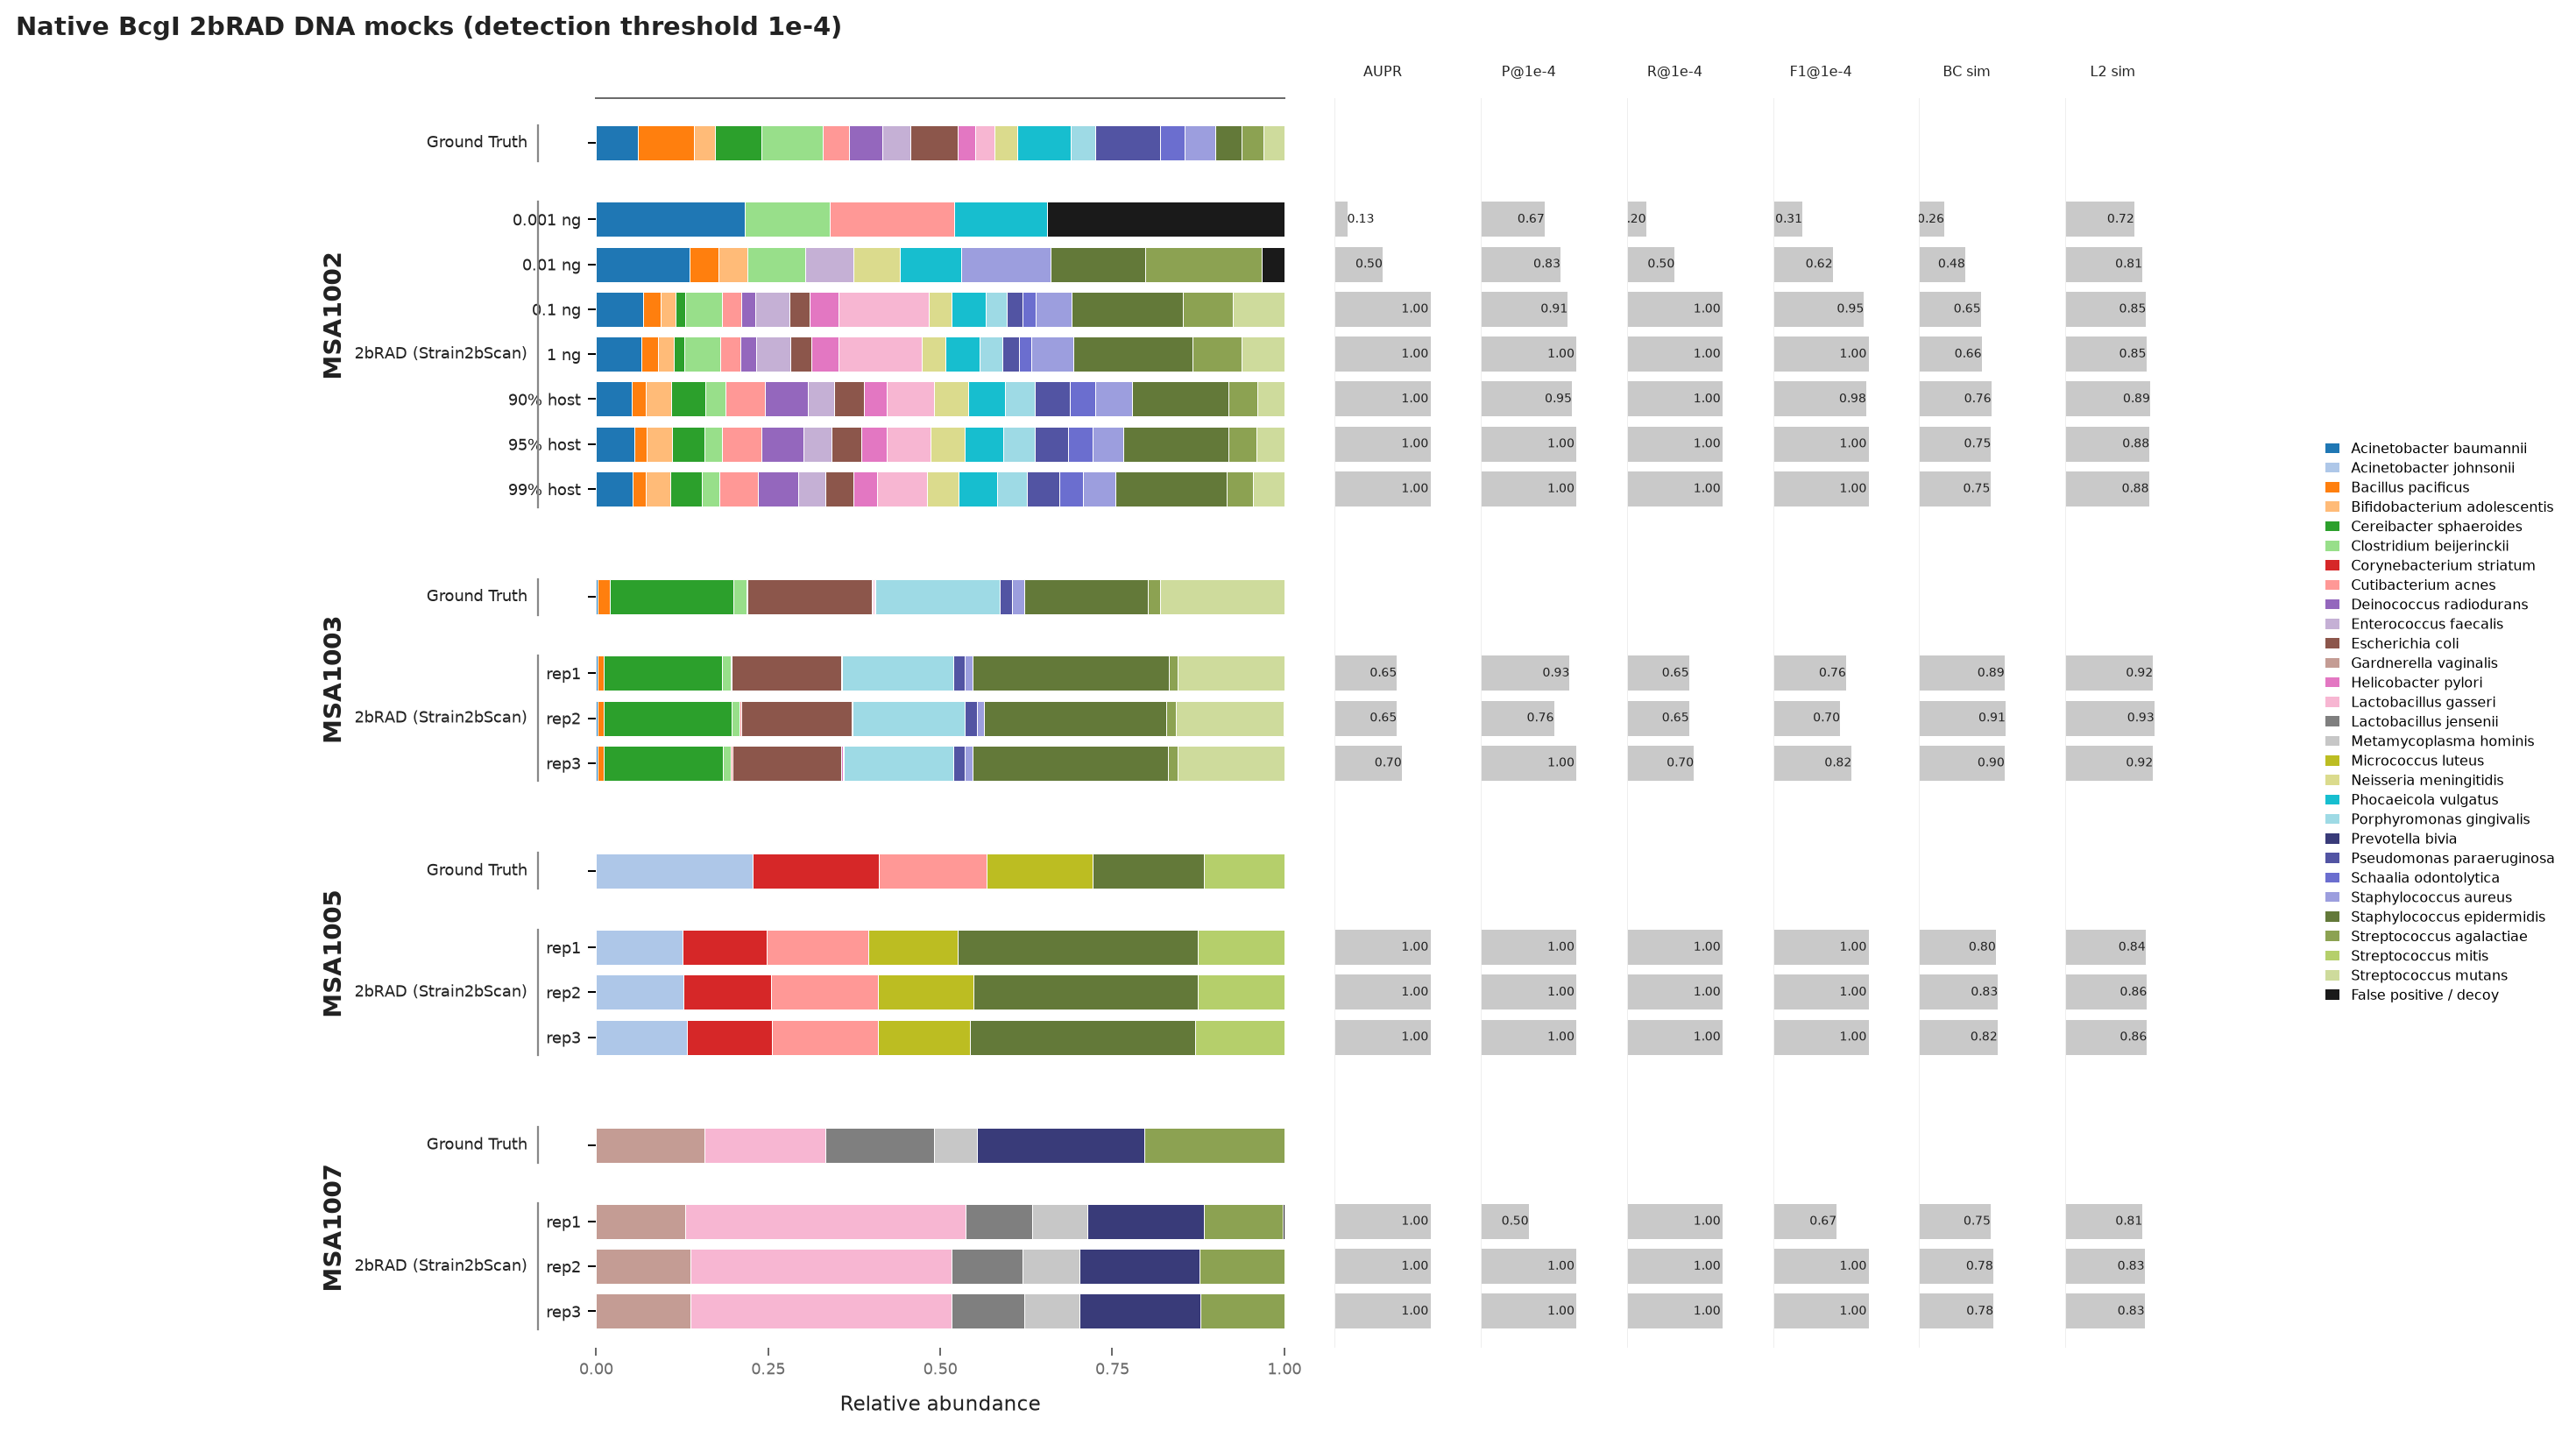 Native BcgI 2bRAD DNA mocks (detection threshold 1e-4)
AUPR P@1e-4 R@1e-4 F1@1e-4 BC sim L2 sim
MSA1002
Ground Truth
2bRAD (Strain2bScan)
0.001 ng 0.13 0.67 .20 0.31 0.26 0.72
0.01 ng 0.50 0.83 0.50 0.62 0.48 0.81
0.1 ng 1.00 0.91 1.00 0.95 0.65 0.85
1 ng 1.00 1.00 1.00 1.00 0.66 0.85
90% host 1.00 0.95 1.00 0.98 0.76 0.89
95% host 1.00 1.00 1.00 1.00 0.75 0.88
99% host 1.00 1.00 1.00 1.00 0.75 0.88
MSA1003
Ground Truth
2bRAD (Strain2bScan)
rep1 0.65 0.93 0.65 0.76 0.89 0.92
rep2 0.65 0.76 0.65 0.70 0.91 0.93
rep3 0.70 1.00 0.70 0.82 0.90 0.92
MSA1005
Ground Truth
2bRAD (Strain2bScan)
rep1 1.00 1.00 1.00 1.00 0.80 0.84
rep2 1.00 1.00 1.00 1.00 0.83 0.86
rep3 1.00 1.00 1.00 1.00 0.82 0.86
MSA1007
Ground Truth
2bRAD (Strain2bScan)
rep1 1.00 0.50 1.00 0.67 0.75 0.81
rep2 1.00 1.00 1.00 1.00 0.78 0.83
rep3 1.00 1.00 1.00 1.00 0.78 0.83
0.00 0.25 0.50 0.75 1.00
Relative abundance
Acinetobacter baumannii
Acinetobacter johnsonii
Bacillus pacificus
Bifidobacterium adolescentis
Cereibacter sphaeroides
Clostridium beijerinckii
Corynebacterium striatum
Cutibacterium acnes
Deinococcus radiodurans
Enterococcus faecalis
Escherichia coli
Gardnerella vaginalis
Helicobacter pylori
Lactobacillus gasseri
Lactobacillus jensenii
Metamycoplasma hominis
Micrococcus luteus
Neisseria meningitidis
Phocaeicola vulgatus
Porphyromonas gingivalis
Prevotella bivia
Pseudomonas paraeruginosa
Schaalia odontolytica
Staphylococcus aureus
Staphylococcus epidermidis
Streptococcus agalactiae
Streptococcus mitis
Streptococcus mutans
False positive / decoy